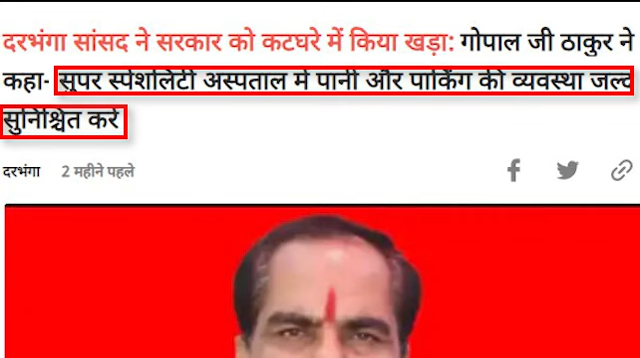 दरभंगा सांसद ने सरकार को कटघरे में किया खड़ा: गोपाल जी ठाकुर ने
कहा- सुपर स्पेशलिटी अस्पताल में पानी और पार्किंग की व्यवस्था जल्द
सुनिश्चित करें
दरभंगा 2 महीने पहले